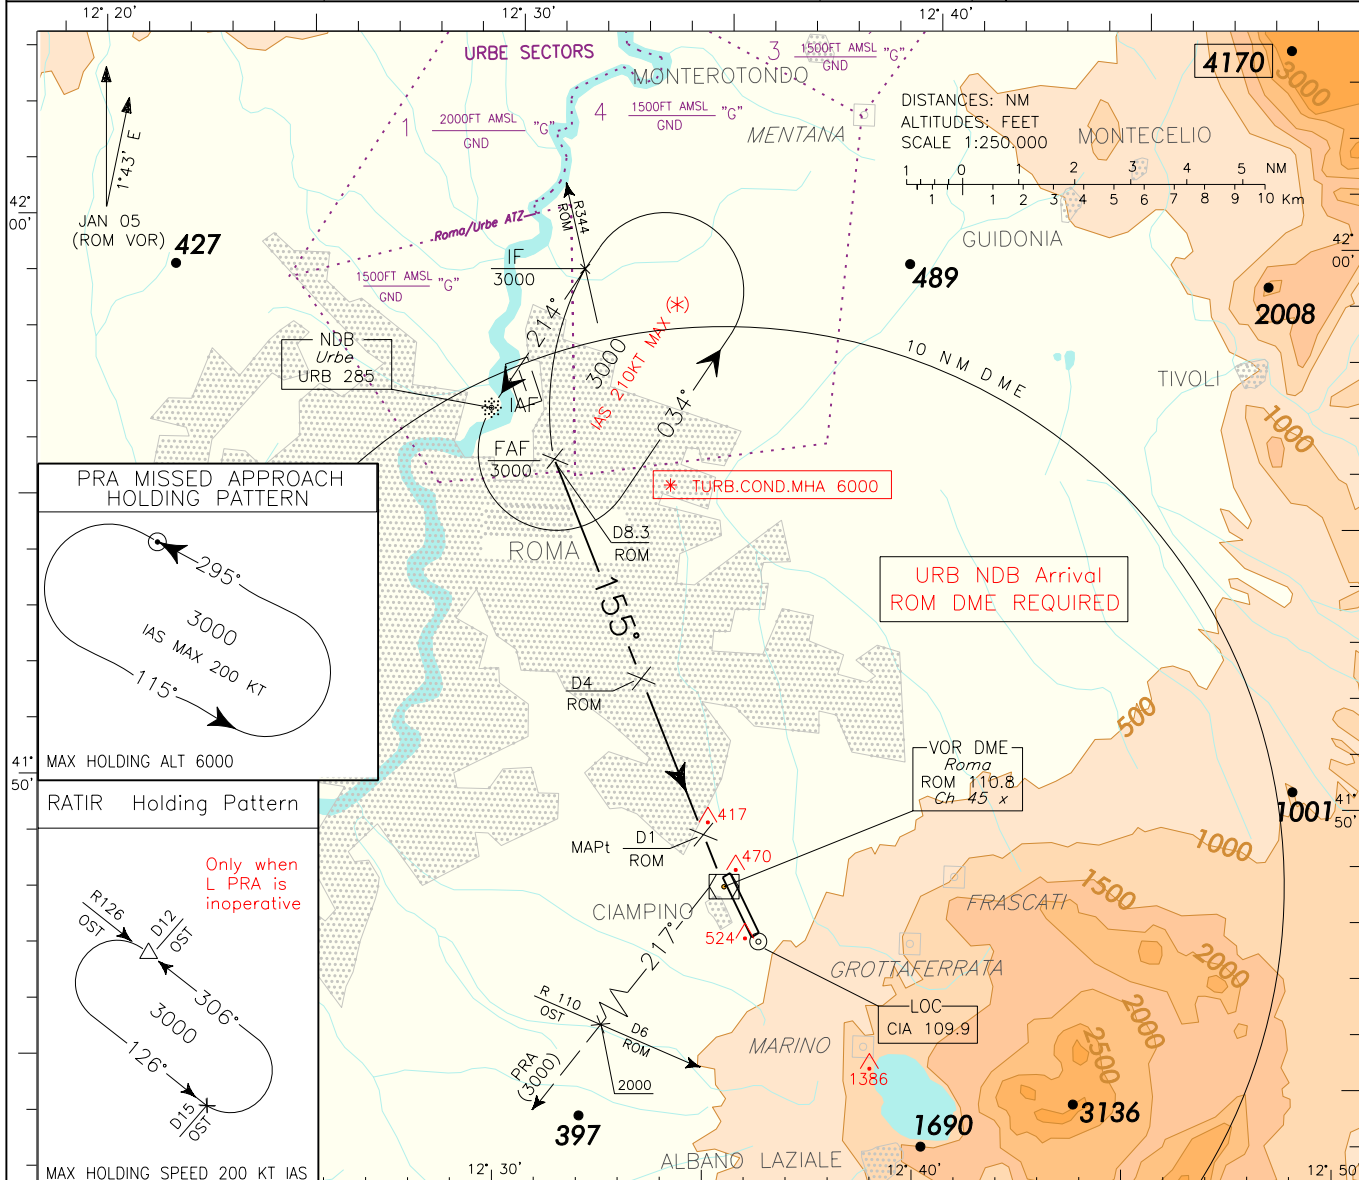 12° 20'
12° 30'
12° 40'
URBE SECTORS
3 1500FT AMSL "G"
GND
4170
3000
MONTEROTONDO
1 2000FT AMSL "G"
GND
4 1500FT AMSL "G"
GND
MENTANA
DISTANCES: NM
ALTITUDES: FEET
SCALE 1:250.000
MONTECELIO
1 0 1 2 3 4 5 NM
1 1 2 3 4 5 6 7 8 9 10 Km
1°43' E
JAN 05
(ROM VOR)
42°
00'
427
R344
ROM
Roma/Urbe ATZ
IF
3000
1500FT AMSL "G"
GND
GUIDONIA
42°
00'
489
2008
214°
3000
IAS 210KT MAX (*)
034°
10 NM DME
NDB
Urbe
URB 285
IAF
TIVOLI
1000
FAF
3000
* TURB.COND.MHA 6000
D8.3
ROM
ROMA
155°
URB NDB Arrival
ROM DME REQUIRED
PRA MISSED APPROACH
HOLDING PATTERN
295°
3000
IAS MAX 200 KT
115°
MAX HOLDING ALT 6000
D4
ROM
500
41°
50'
VOR DME
Roma
ROM 110.8
Ch 45 x
1001
41°
50'
RATIR Holding Pattern
Only when
L PRA is
inoperative
R126
OST
D12
OST
306°
3000
126°
D15
OST
MAX HOLDING SPEED 200 KT IAS
417
MAPt
D1
ROM
470
1000
1500
CIAMPINO
524
217°
FRASCATI
GROTTAFERRATA
2000
2000
2500
LOC
CIA 109.9
R 110
OST
D6
ROM
PRA
(3000)
2000
MARINO
1386
397
3136
1690
ALBANO LAZIALE
12° 30'
12° 40'
12° 50'